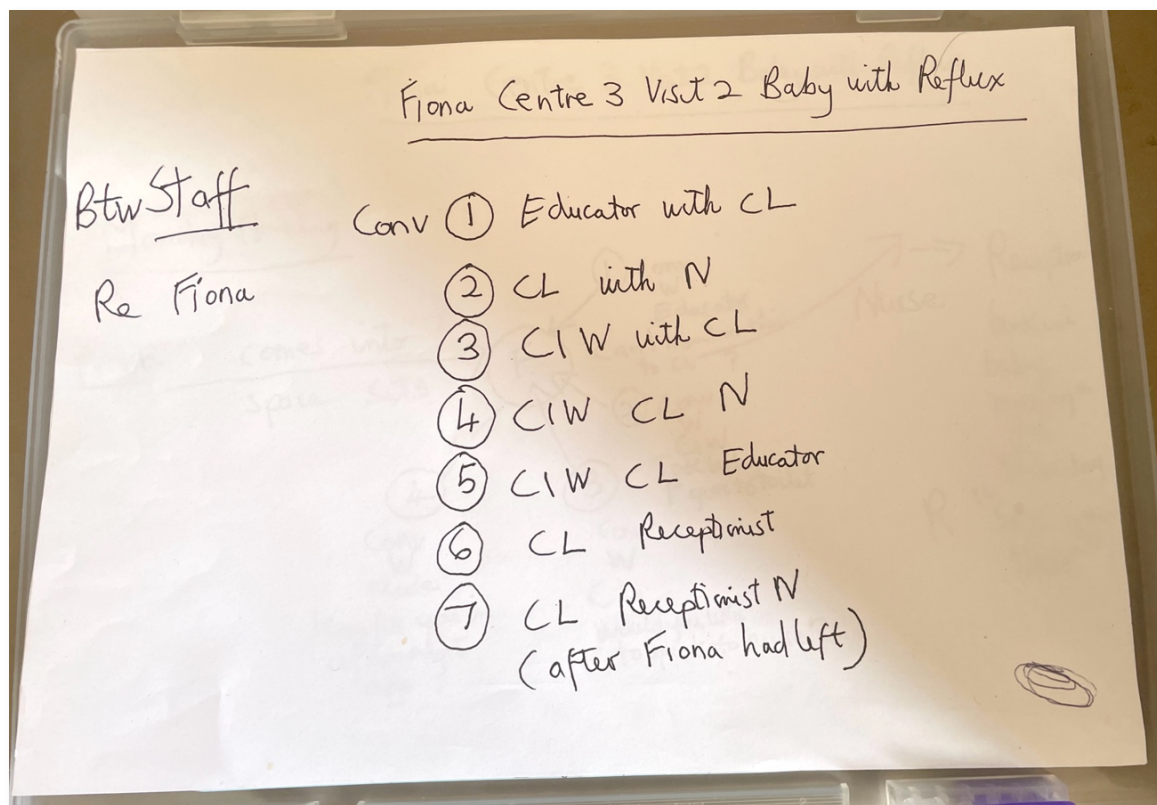 Fiona Centre 3 Visit 2 Baby with Reflux
Btw Staff
Re Fiona
Conv ① Educator with CL
② CL with N
③ CIW with CL
④ CIW CL N
⑤ CIW CL Educator
⑥ CL Receptionist
⑦ CL Receptionist N
(after Fiona had left)